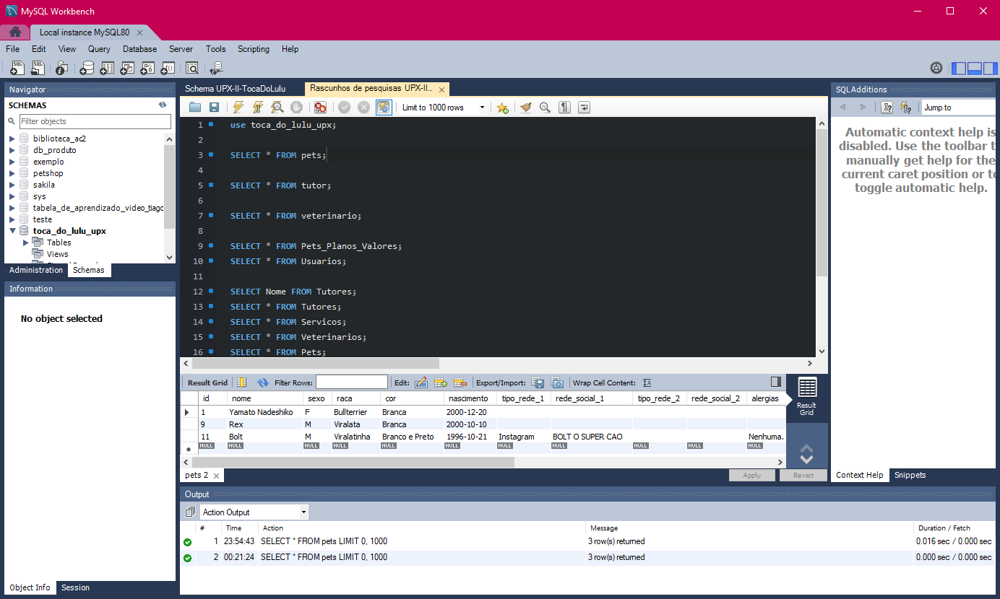 MySQL Workbench
Local instance MySQL80
File Edit View Query Database Server Tools Scripting Help
Navigator
SCHEMAS
Filter objects
biblioteca_ac2
db_produto
exemplo
petshop
sakila
sys
tabela_de_aprendizado_video_tiago
teste
toca_do_lulu_upx
Tables
Views
Administration Schemas
Information
No object selected
Object Info Session
Schema UPX-II-TocaDoLulu Rascunhos de pesquisas UPX-II...
Limit to 1000 rows
1 use toca_do_lulu_upx;
2
3 SELECT * FROM pets;
4
5 SELECT * FROM tutor;
6
7 SELECT * FROM veterinario;
8
9 SELECT * FROM Pets_Planos_Valores;
10 SELECT * FROM Usuarios;
11
12 SELECT Nome FROM Tutores;
13 SELECT * FROM Tutores;
14 SELECT * FROM Servicos;
15 SELECT * FROM Veterinarios;
16 SELECT * FROM Pets;
Result Grid Filter Rows: Edit: Export/Import: Wrap Cell Content:
id nome sexo raca cor nascimento tipo_rede_1 rede_social_1 tipo_rede_2 rede_social_2 alergias
1 Yamato Nadeshiko F Bullterrier Branca 2000-12-20
9 Rex M Viralata Branca 2000-10-10
11 Bolt M Viralatinha Branco e Preto 1996-10-21 Instagram BOLT O SUPER CAO Nenhuma.
NULL NULL NULL NULL NULL NULL NULL NULL NULL NULL NULL
Result
Grid
pets 2
Apply Revert
SQLAdditions
Jump to
Automatic context help is
disabled. Use the toolbar t
manually get help for the
current caret position or to
toggle automatic help.
Context Help Snippets
Output
Action Output
# Time Action Message Duration / Fetch
1 23:54:43 SELECT * FROM pets LIMIT 0, 1000 3 row(s) returned 0.016 sec / 0.000 sec
2 00:21:24 SELECT * FROM pets LIMIT 0, 1000 3 row(s) returned 0.000 sec / 0.000 sec